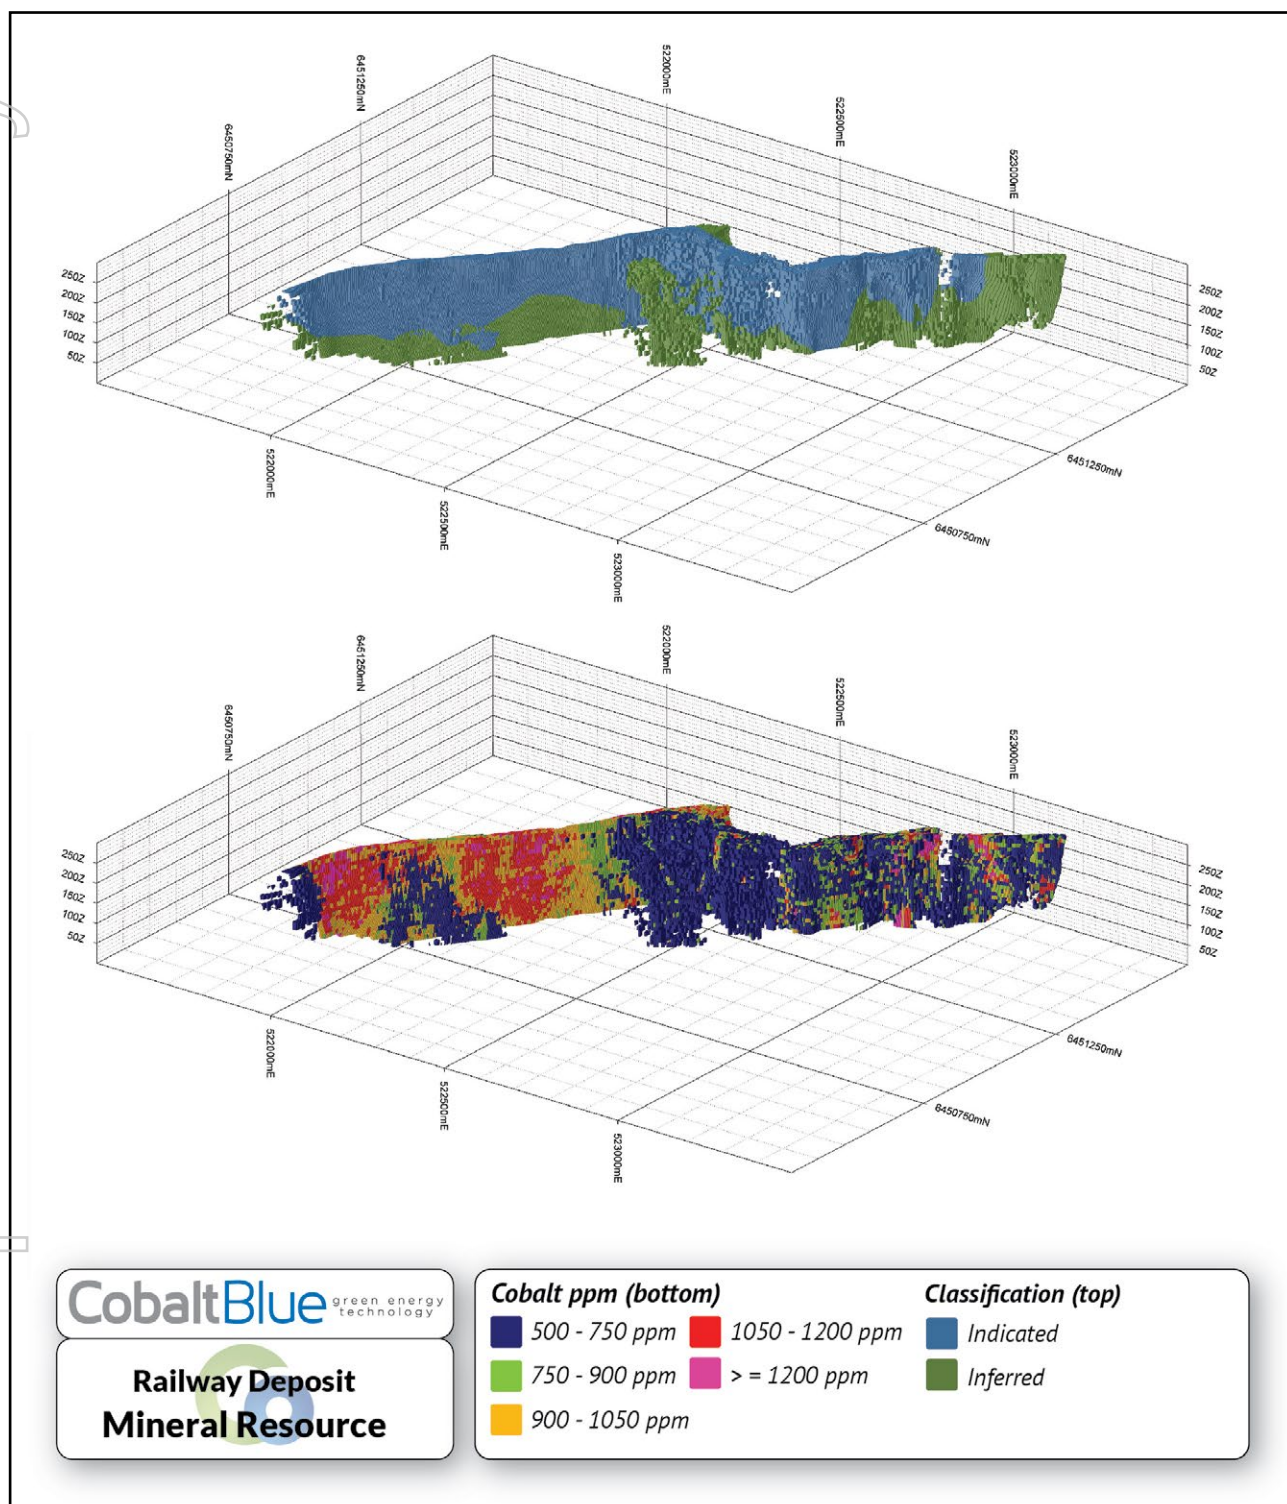 522000mE
6451250mN
522500mE
6450750mN
523000mE
250Z
200Z
150Z
100Z
50Z
250Z
200Z
150Z
100Z
50Z
522000mE
522500mE
523000mE
6451250mN
6450750mN
522000mE
6451250mN
522500mE
6450750mN
523000mE
250Z
200Z
150Z
100Z
50Z
250Z
200Z
150Z
100Z
50Z
522000mE
522500mE
523000mE
6451250mN
6450750mN
CobaltBlue green energy technology
Railway Deposit
Mineral Resource
Cobalt ppm (bottom)
500 - 750 ppm
750 - 900 ppm
900 - 1050 ppm
1050 - 1200 ppm
> = 1200 ppm
Classification (top)
Indicated
Inferred